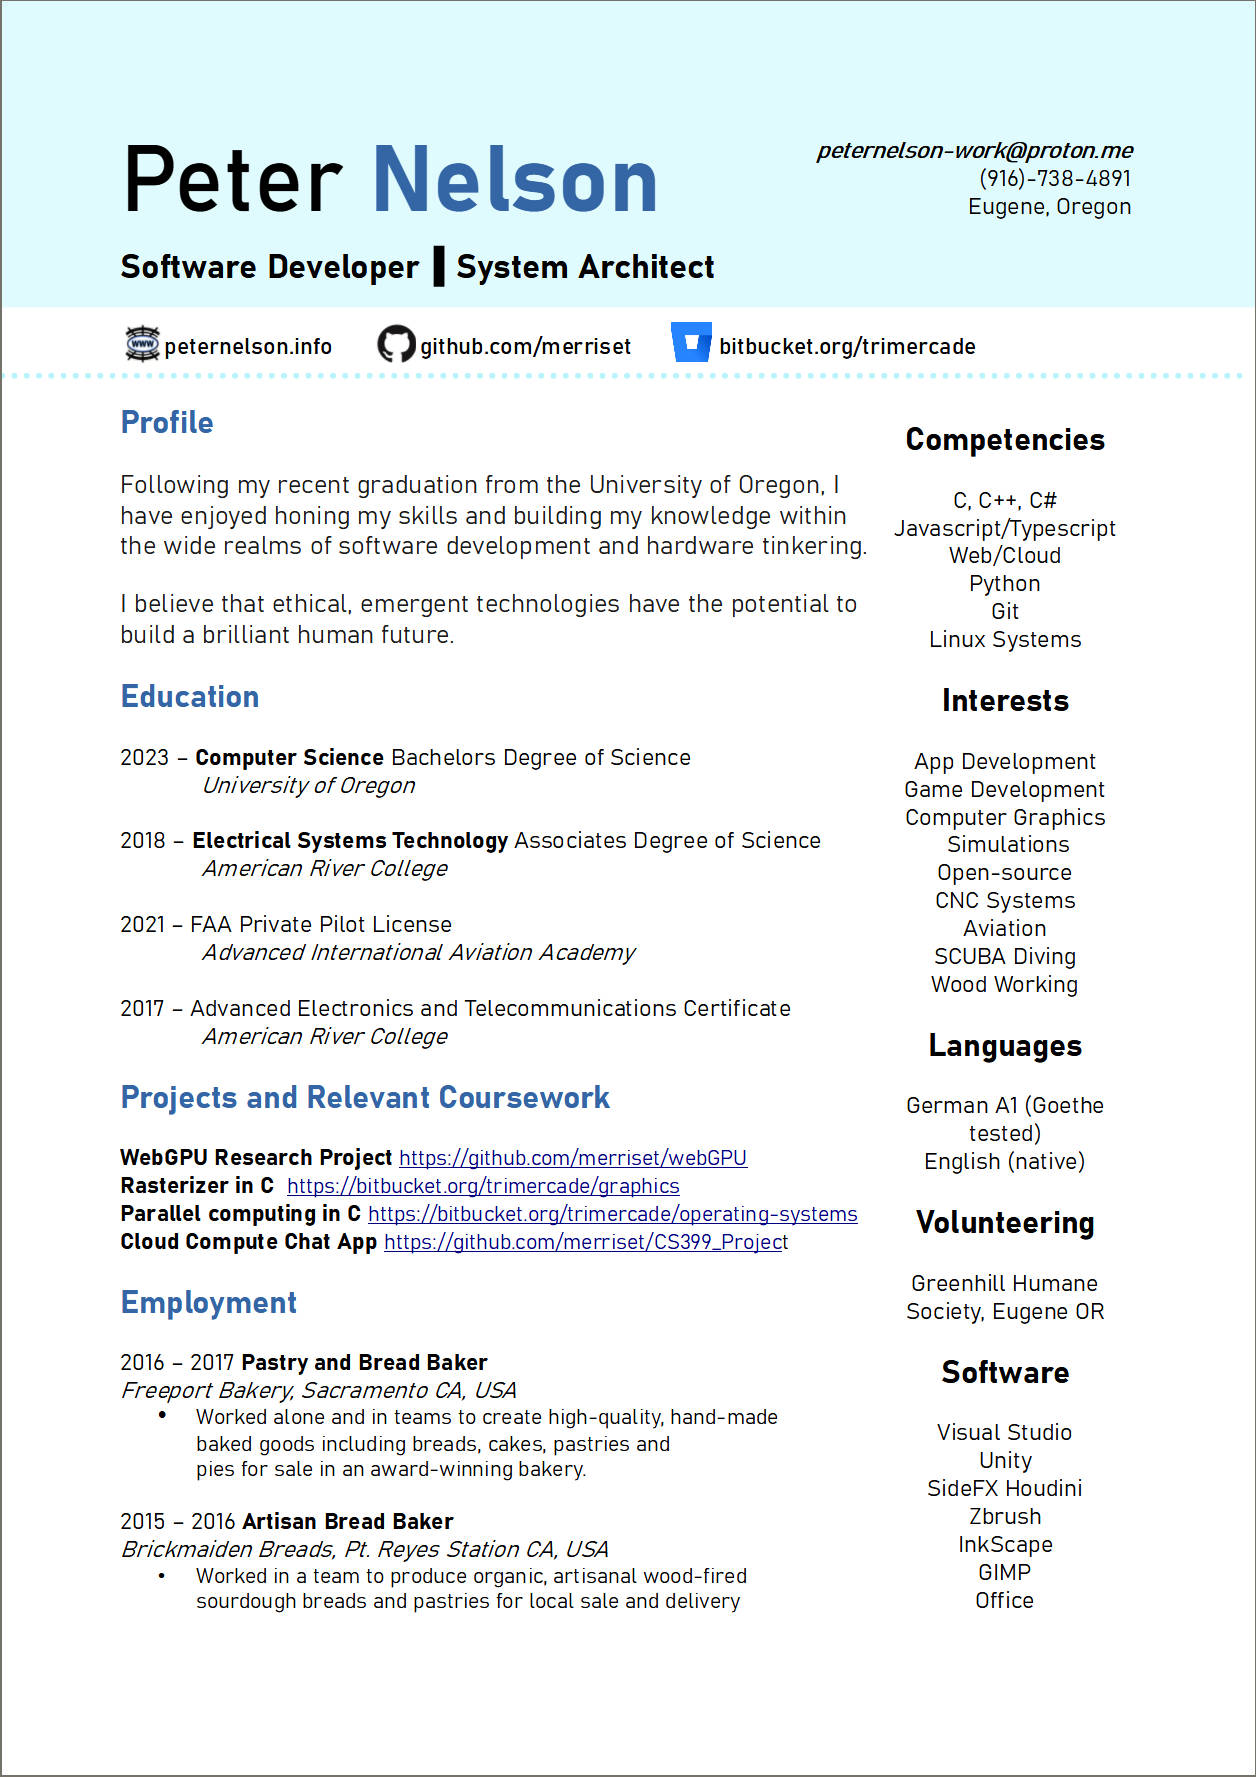 Peter Nelson
peternelson-work@proton.me
(916)-738-4891
Eugene, Oregon
Software Developer ▌System Architect
www
peternelson.info
github.com/merriset
bitbucket.org/trimercade
Profile
Following my recent graduation from the University of Oregon, I
have enjoyed honing my skills and building my knowledge within
the wide realms of software development and hardware tinkering.
I believe that ethical, emergent technologies have the potential to
build a brilliant human future.
Education
2023 – Computer Science Bachelors Degree of Science
University of Oregon
2018 – Electrical Systems Technology Associates Degree of Science
American River College
2021 – FAA Private Pilot License
Advanced International Aviation Academy
2017 – Advanced Electronics and Telecommunications Certificate
American River College
Projects and Relevant Coursework
WebGPU Research Project https://github.com/merriset/webGPU
Rasterizer in C https://bitbucket.org/trimercade/graphics
Parallel computing in C https://bitbucket.org/trimercade/operating-systems
Cloud Compute Chat App https://github.com/merriset/CS399_Project
Employment
2016 – 2017 Pastry and Bread Baker
Freeport Bakery, Sacramento CA, USA
• Worked alone and in teams to create high-quality, hand-made
baked goods including breads, cakes, pastries and
pies for sale in an award-winning bakery.
2015 – 2016 Artisan Bread Baker
Brickmaiden Breads, Pt. Reyes Station CA, USA
• Worked in a team to produce organic, artisanal wood-fired
sourdough breads and pastries for local sale and delivery
Competencies
C, C++, C#
Javascript/Typescript
Web/Cloud
Python
Git
Linux Systems
Interests
App Development
Game Development
Computer Graphics
Simulations
Open-source
CNC Systems
Aviation
SCUBA Diving
Wood Working
Languages
German A1 (Goethe
tested)
English (native)
Volunteering
Greenhill Humane
Society, Eugene OR
Software
Visual Studio
Unity
SideFX Houdini
Zbrush
InkScape
GIMP
Office